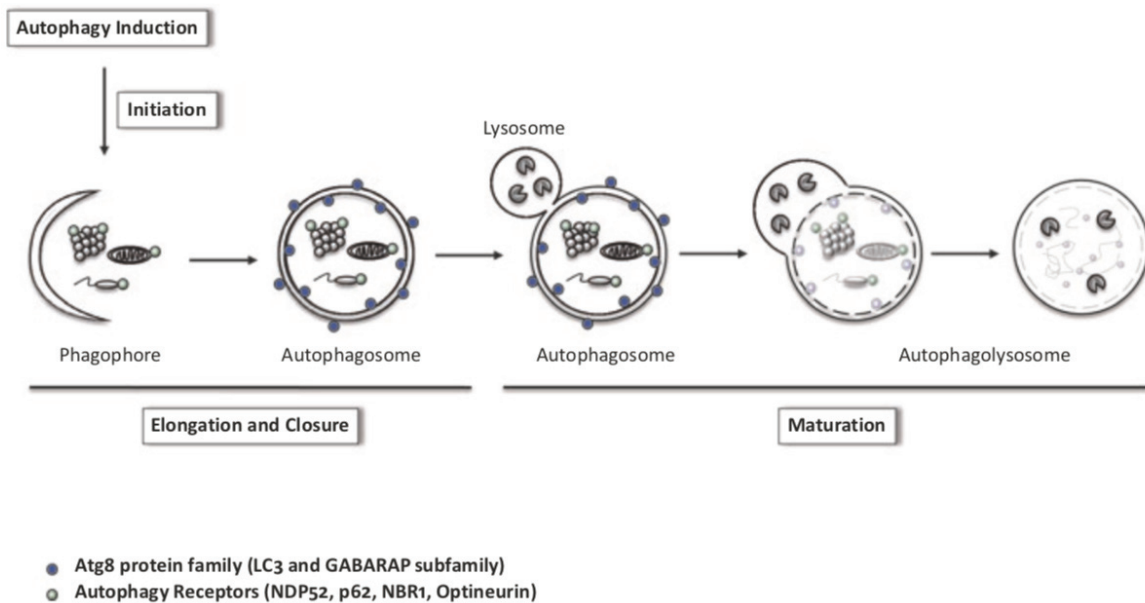 Autophagy Induction
Initiation
Lysosome
Phagophore
Autophagosome
Autophagosome
Autophagolysosome
Elongation and Closure
Maturation
Atg8 protein family (LC3 and GABARAP subfamily)
Autophagy Receptors (NDP52, p62, NBR1, Optineurin)